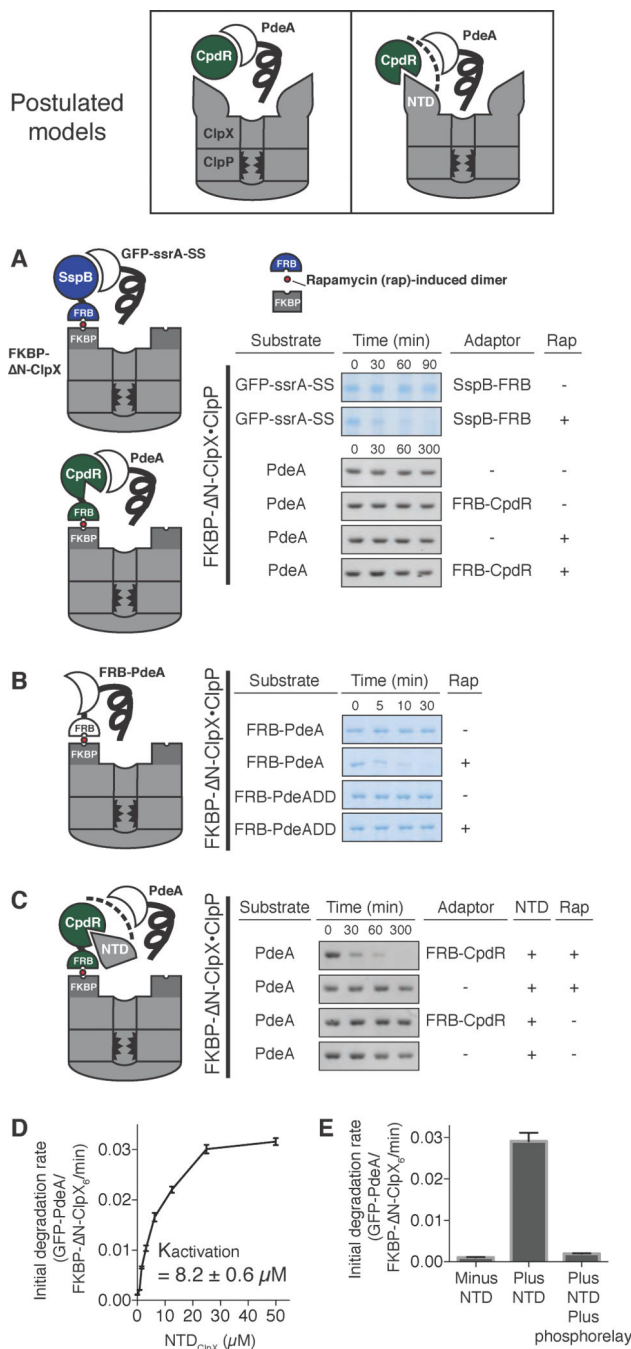 Postulated
models
PdeA
CpdR
ClpX
ClpP
PdeA
CpdR
NTD
A
GFP-ssrA-SS
SspB
FRB
FKBP
FKBP-
ΔN-ClpX
FRB
Rapamycin (rap)-induced dimer
FKBP
PdeA
CpdR
FRB
FKBP
FKBP-ΔN-ClpX•ClpP
Substrate Time (min) Adaptor Rap
0 30 60 90
GFP-ssrA-SS SspB-FRB -
GFP-ssrA-SS SspB-FRB +
0 30 60 300
PdeA - -
PdeA FRB-CpdR -
PdeA - +
PdeA FRB-CpdR +
B
FRB-PdeA
FRB
FKBP
FKBP-ΔN-ClpX•ClpP
Substrate Time (min) Rap
0 5 10 30
FRB-PdeA -
FRB-PdeA +
FRB-PdeADD -
FRB-PdeADD +
C
PdeA
CpdR
NTD
FRB
FKBP
FKBP-ΔN-ClpX•ClpP
Substrate Time (min) Adaptor NTD Rap
0 30 60 300
PdeA FRB-CpdR + +
PdeA - + +
PdeA FRB-CpdR + -
PdeA - + -
D
Initial degradation rate
(GFP-PdeA/
FKBP-ΔN-ClpX6/min)
0.03
0.02
0.01
0.00
Kactivation
= 8.2 ± 0.6 µM
0 10 20 30 40 50
NTDClpX (µM)
E
Initial degradation rate
(GFP-PdeA/
FKBP-ΔN-ClpX6/min)
0.03
0.02
0.01
0.00
Minus
NTD
Plus
NTD
Plus
NTD
Plus
phosphorelay